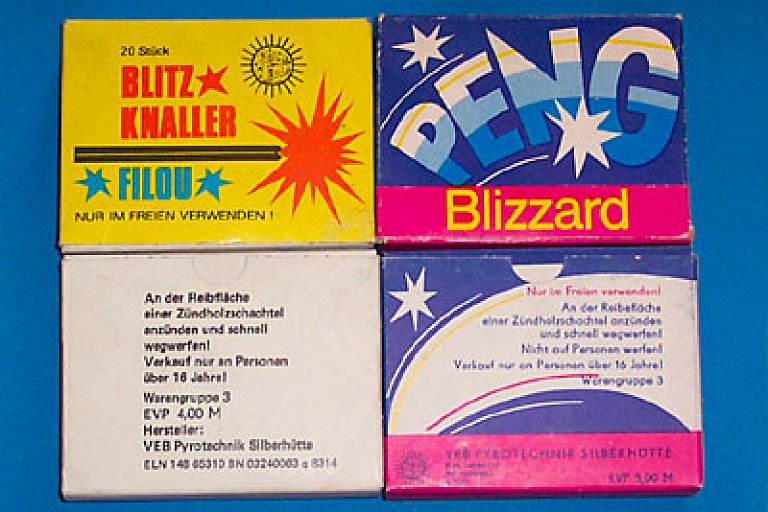 20 Stück
BLITZ
KNALLER
FILOU
NUR IM FREIEN VERWENDEN !
PENG
Blizzard
An der Reibfläche
einer Zündholzschachtel
anzünden und schnell
wegwerfen!
Verkauf nur an Personen
über 16 Jahre!
Warengruppe 3
EVP 4,00 M
Hersteller:
VEB Pyrotechnik Silberhütte
Nur im Freien verwenden!
An der Reibefläche
einer Zündholzschachtel anzünden
und schnell wegwerfen!
Nicht auf Personen werfen!
Verkauf nur an Personen über 16 Jahre!
Warengruppe 3
VEB PYROTECHNIK SILBERHÜTTE
EVP 5,00 M